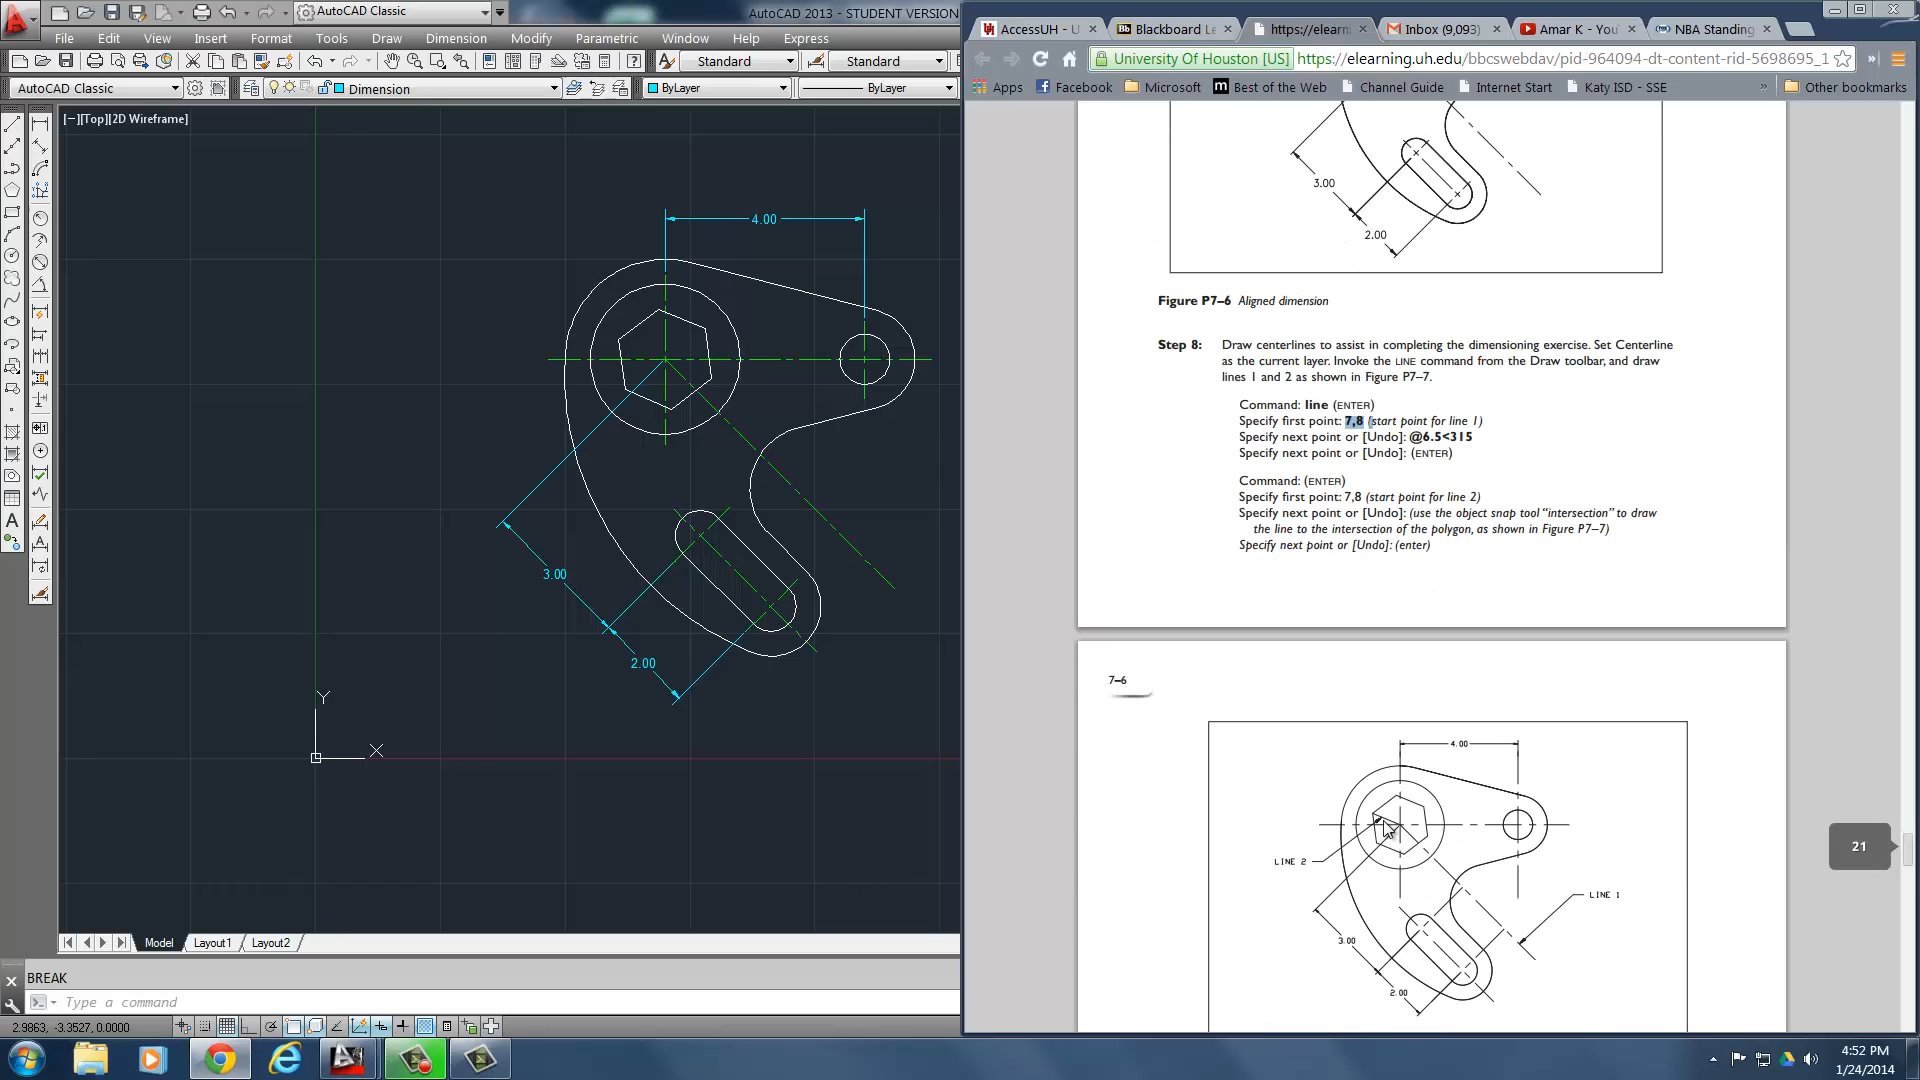 AutoCAD Classic
AutoCAD 2013 - STUDENT VERSION
File Edit View Insert Format Tools Draw Dimension Modify Parametric Window Help Express
Standard Standard
AutoCAD Classic Dimension ByLayer ByLayer
[−][Top][2D Wireframe]
4.00
3.00
2.00
Y
X
Model Layout1 Layout2
BREAK
Type a command
2.9863, -3.3527, 0.0000
AccessUH - U
Bb Blackboard Le
https://elearn
Inbox (9,093)
Amar K - You
NBA Standing
University Of Houston [US] https://elearning.uh.edu/bbcswebdav/pid-964094-dt-content-rid-5698695_1
Apps Facebook Microsoft Best of the Web Channel Guide Internet Start Katy ISD - SSE » Other bookmarks
3.00
2.00
Figure P7–6 Aligned dimension
Step 8: Draw centerlines to assist in completing the dimensioning exercise. Set Centerline
as the current layer. Invoke the LINE command from the Draw toolbar, and draw
lines 1 and 2 as shown in Figure P7–7.
Command: line (ENTER)
Specify first point: 7,8 (start point for line 1)
Specify next point or [Undo]: @6.5<315
Specify next point or [Undo]: (ENTER)
Command: (ENTER)
Specify first point: 7,8 (start point for line 2)
Specify next point or [Undo]: (use the object snap tool “intersection” to draw
the line to the intersection of the polygon, as shown in Figure P7–7)
Specify next point or [Undo]: (enter)
7–6
4.00
LINE 2
LINE 1
3.00
2.00
21
4:52 PM
1/24/2014